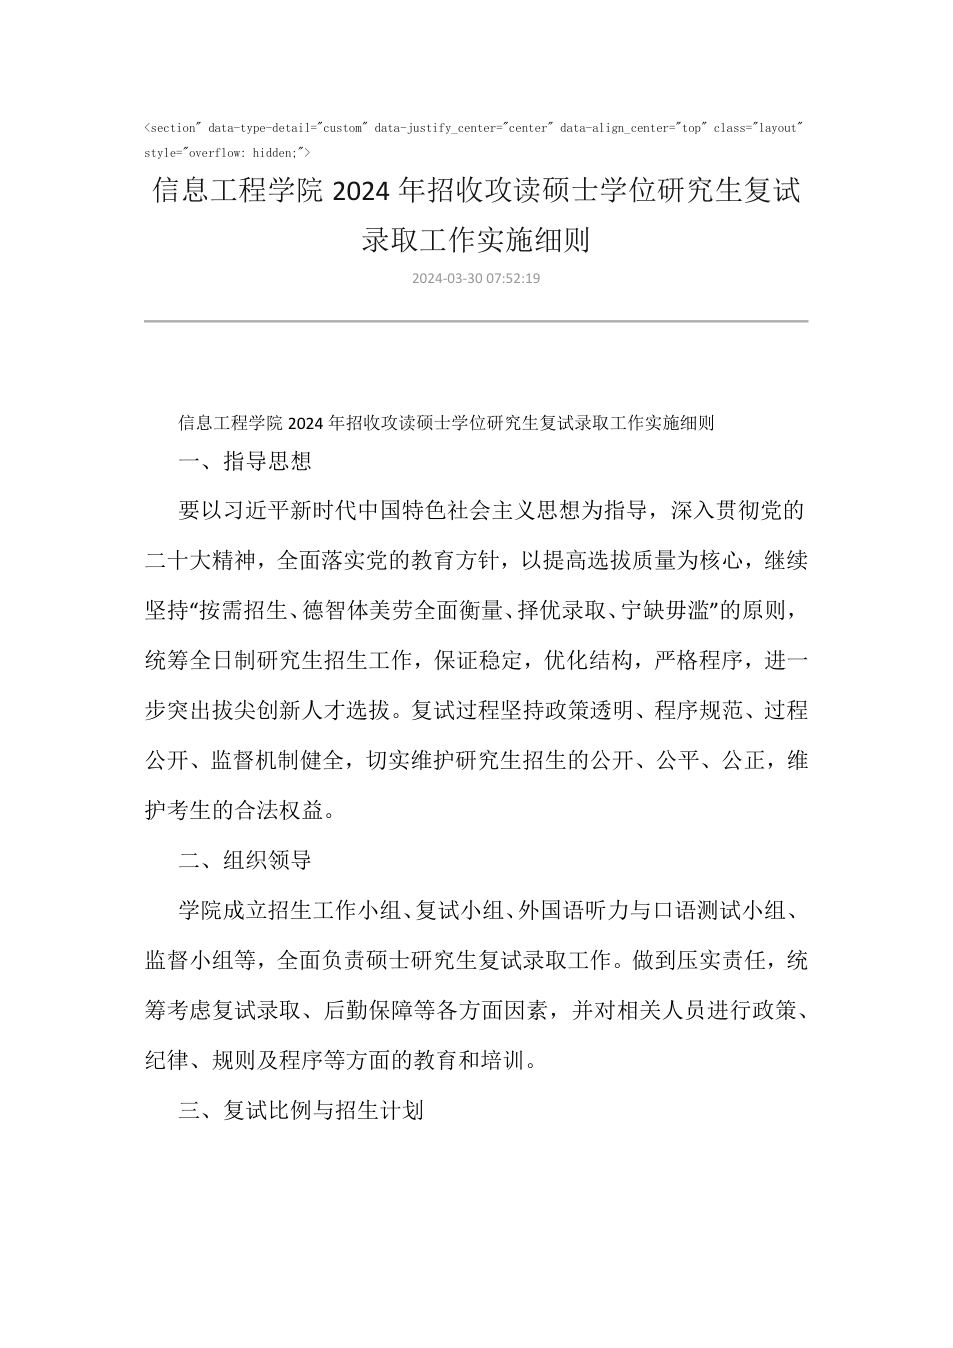 <section" data-type-detail="custom" data-justify_center="center" data-align_center="top" class="layout"
style="overflow: hidden;">
信息工程学院 2024 年招收攻读硕士学位研究生复试
录取工作实施细则
2024-03-30 07:52:19
信息工程学院 2024 年招收攻读硕士学位研究生复试录取工作实施细则
一、指导思想
要以习近平新时代中国特色社会主义思想为指导，深入贯彻党的
二十大精神，全面落实党的教育方针，以提高选拔质量为核心，继续
坚持“按需招生、德智体美劳全面衡量、择优录取、宁缺毋滥”的原则，
统筹全日制研究生招生工作，保证稳定，优化结构，严格程序，进一
步突出拔尖创新人才选拔。复试过程坚持政策透明、程序规范、过程
公开、监督机制健全，切实维护研究生招生的公开、公平、公正，维
护考生的合法权益。
二、组织领导
学院成立招生工作小组、复试小组、外国语听力与口语测试小组、
监督小组等，全面负责硕士研究生复试录取工作。做到压实责任，统
筹考虑复试录取、后勤保障等各方面因素，并对相关人员进行政策、
纪律、规则及程序等方面的教育和培训。
三、复试比例与招生计划